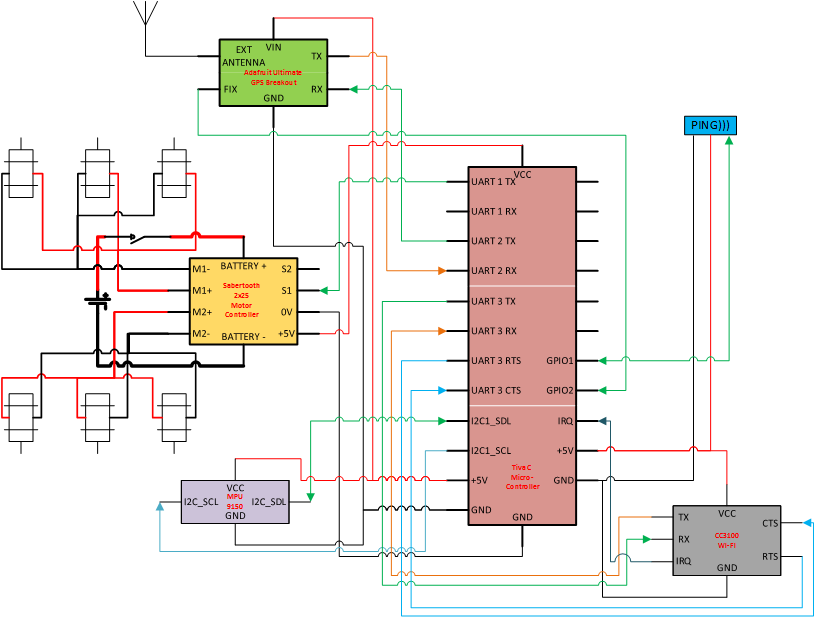 VIN
EXT
ANTENNA
TX
Adafruit Ultimate
GPS Breakout
FIX
RX
GND
PING)))
VCC
UART 1 TX
UART 1 RX
UART 2 TX
UART 2 RX
UART 3 TX
UART 3 RX
UART 3 RTS
GPIO1
UART 3 CTS
GPIO2
I2C1_SDL
IRQ
I2C1_SCL
+5V
Tiva C
Micro-
Controller
+5V
GND
GND
GND
M1-
BATTERY +
S2
M1+
Sabertooth
2x25
Motor
Controller
S1
M2+
0V
M2-
BATTERY -
+5V
VCC
I2C_SCL
MPU
9150
I2C_SDL
GND
VCC
TX
CTS
RX
CC3100
Wi-Fi
IRQ
RTS
GND